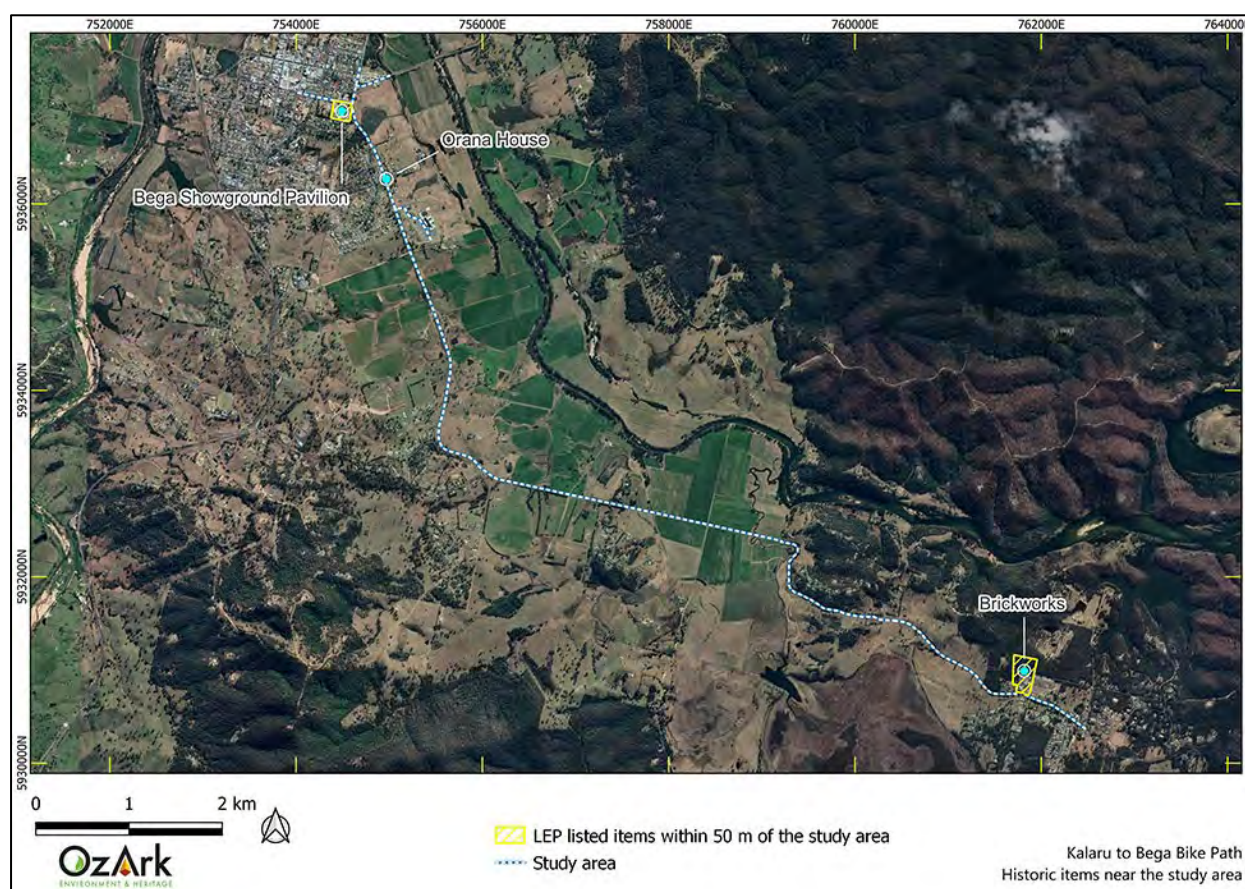 752000E
754000E
756000E
758000E
760000E
762000E
764000E
5936000N
5934000N
5932000N
5930000N
Orana House
Bega Showground Pavilion
Brickworks
0 1 2 km
LEP listed items within 50 m of the study area
Study area
OzArk
ENVIRONMENT & HERITAGE
Kalaru to Bega Bike Path
Historic items near the study area